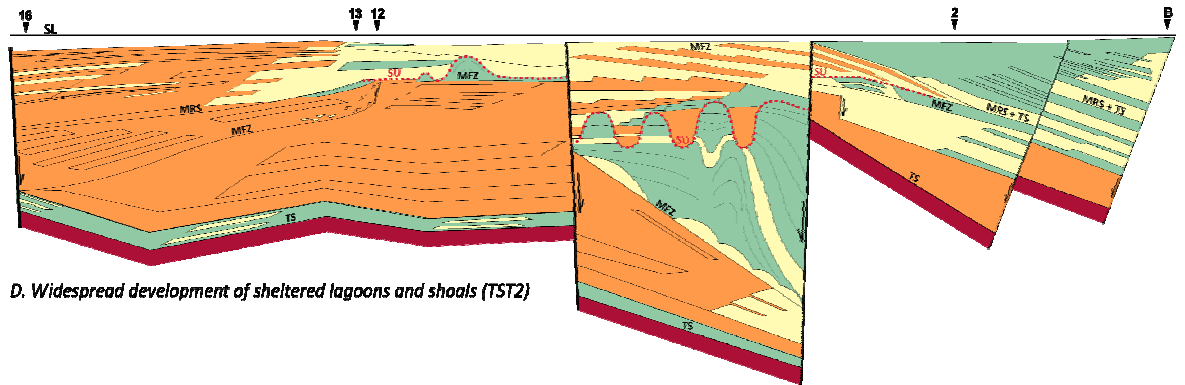 16 13 12 2 B
SL
MFZ
SU MFZ
SU
MRS
MFZ MRS + TS MRS + TS
MFZ
SU
TS
MFZ
TS
D. Widespread development of sheltered lagoons and shoals (TST2)
TS